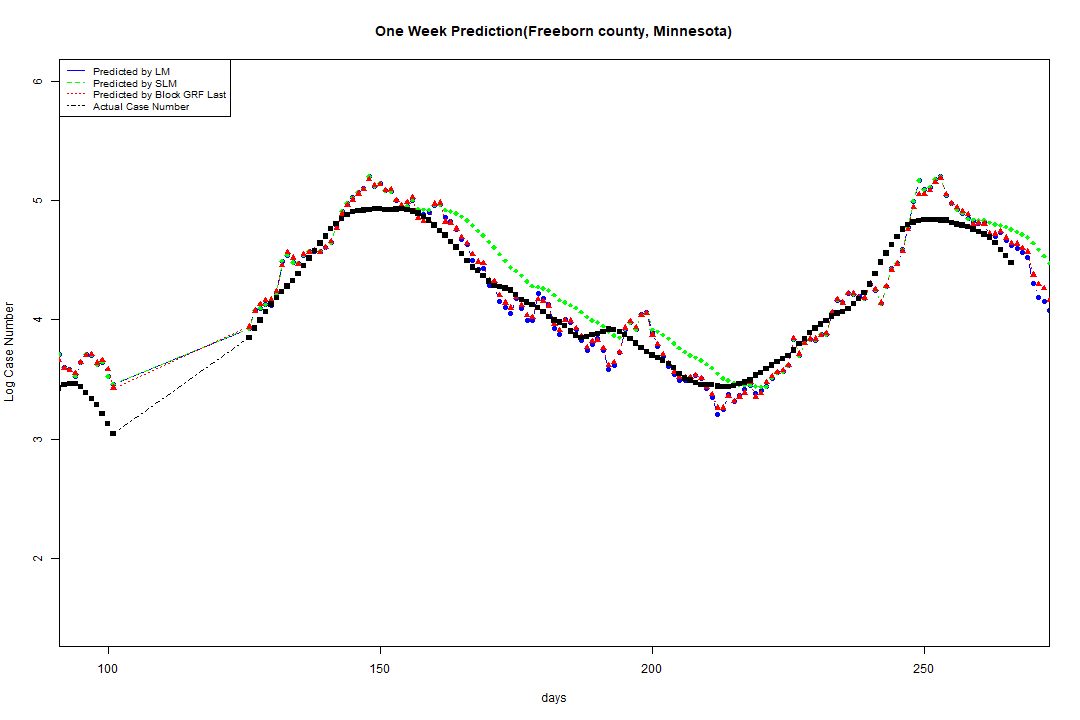 One Week Prediction(Freeborn county, Minnesota)
Predicted by LM
Predicted by SLM
Predicted by Block GRF Last
Actual Case Number
6
5
4
3
2
Log Case Number
100 150 200 250
days